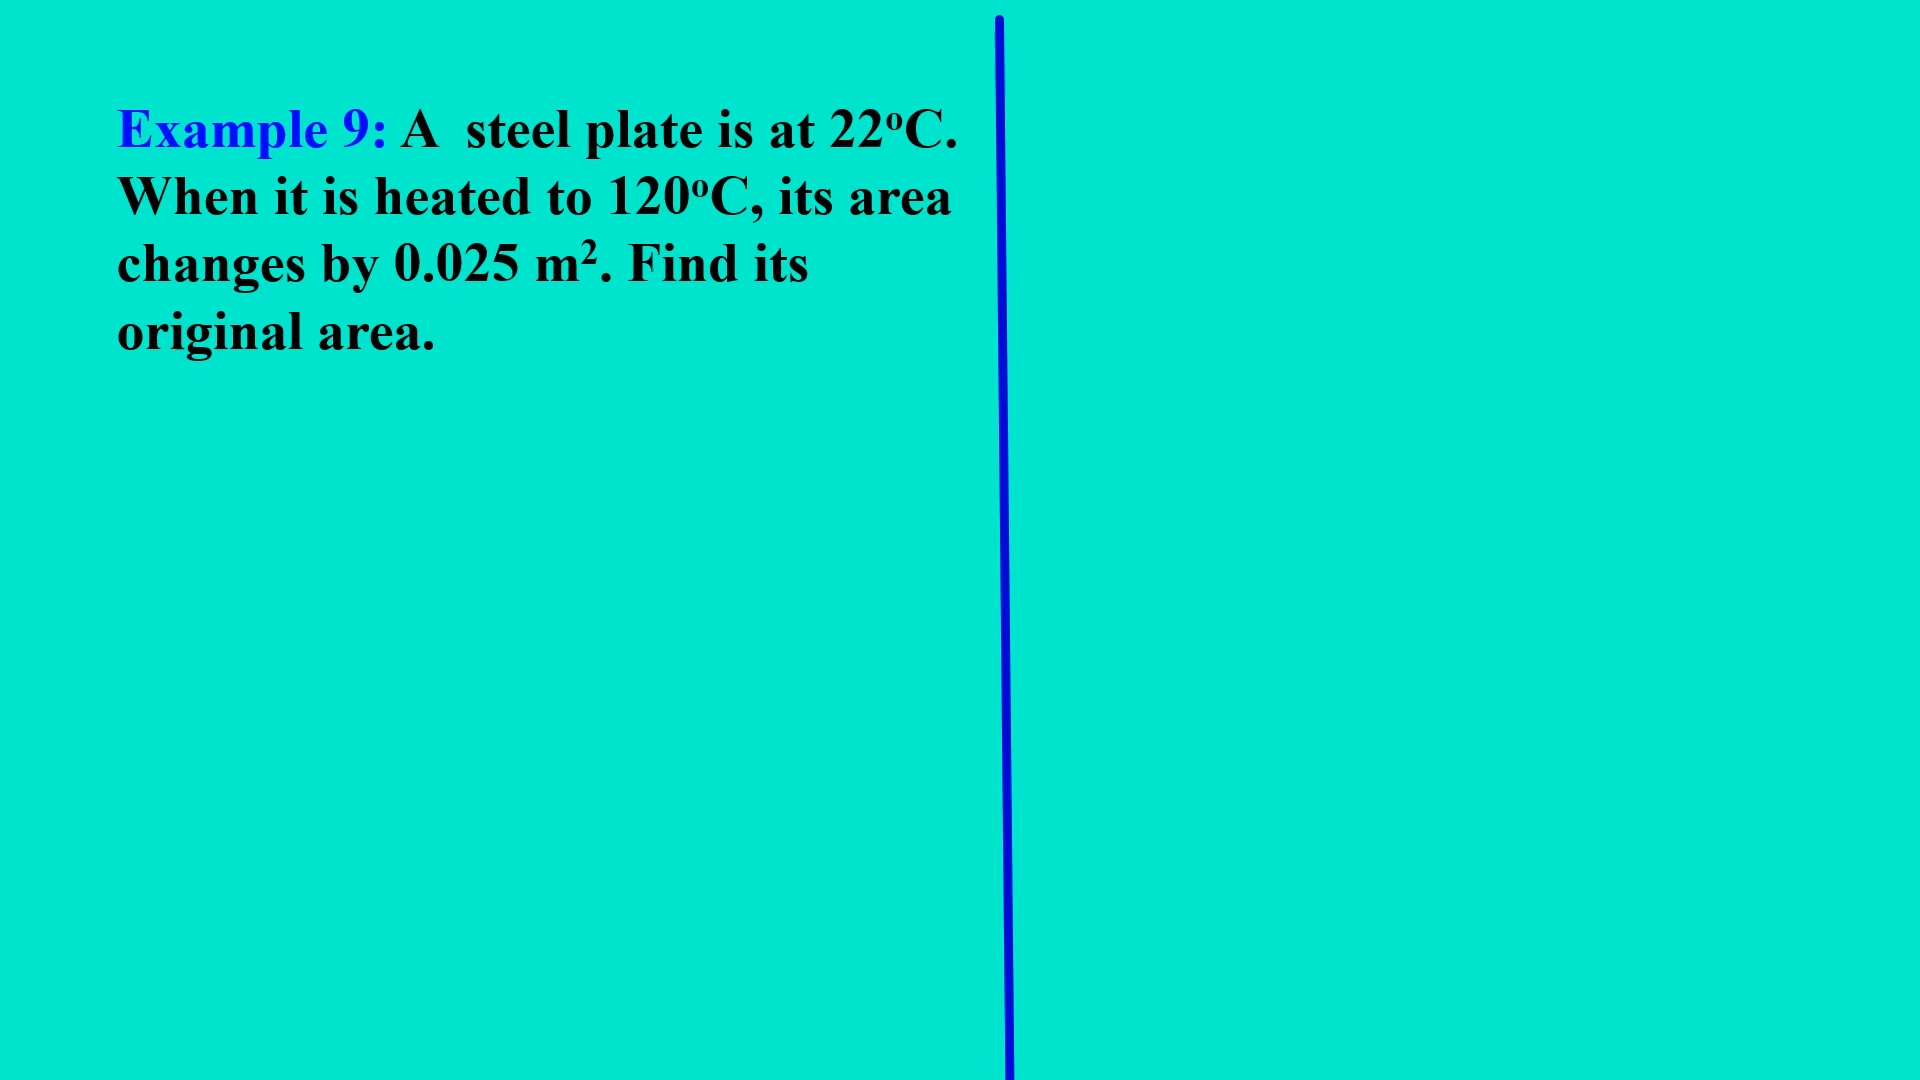 Example 9: A  steel plate is at 22ºC.
When it is heated to 120ºC, its area
changes by 0.025 m². Find its
original area.